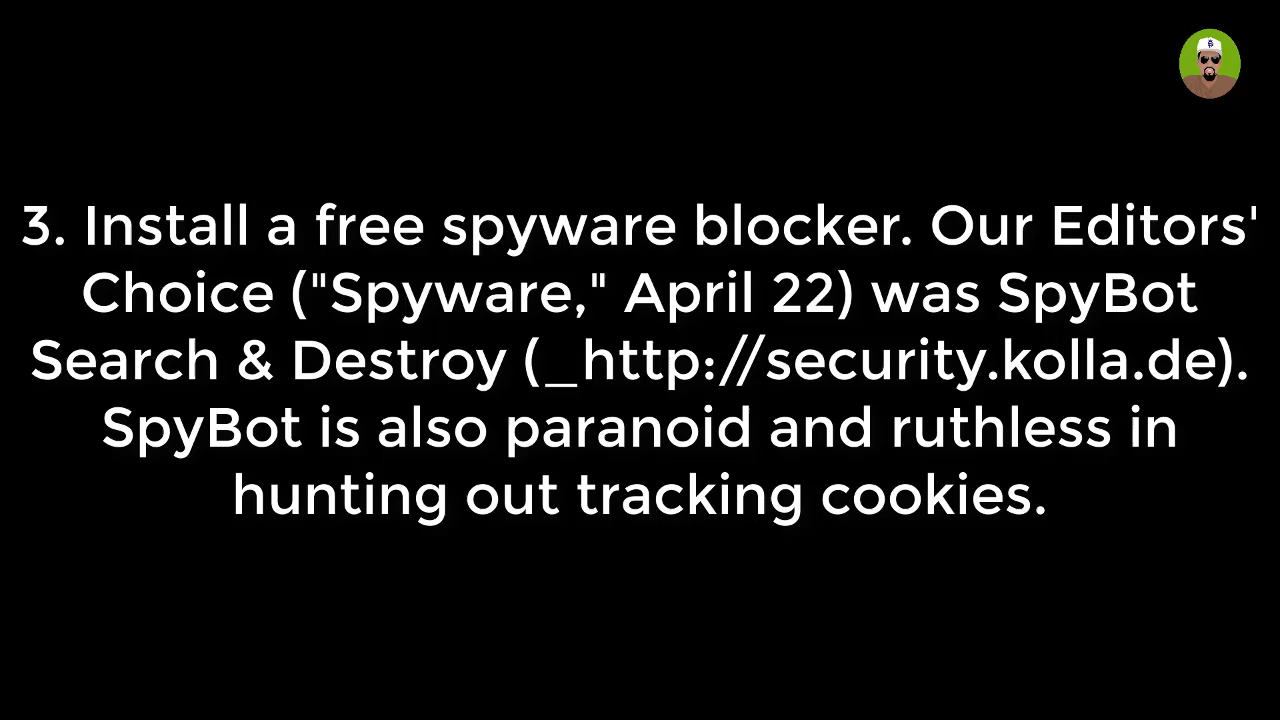 3. Install a free spyware blocker. Our Editors'
Choice ("Spyware," April 22) was SpyBot
Search & Destroy (_http://security.kolla.de).
SpyBot is also paranoid and ruthless in
hunting out tracking cookies.